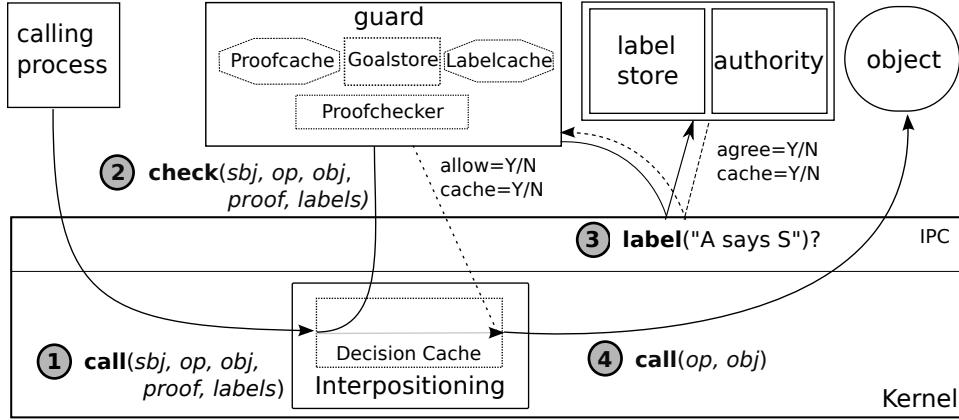 calling
process
guard
Proofcache
Goalstore
Labelcache
Proofchecker
label
store
authority
object
2 check(sbj, op, obj,
proof, labels)
allow=Y/N
cache=Y/N
agree=Y/N
cache=Y/N
3 label("A says S")?
IPC
1 call(sbj, op, obj,
proof, labels)
Decision Cache
Interpositioning
4 call(op, obj)
Kernel